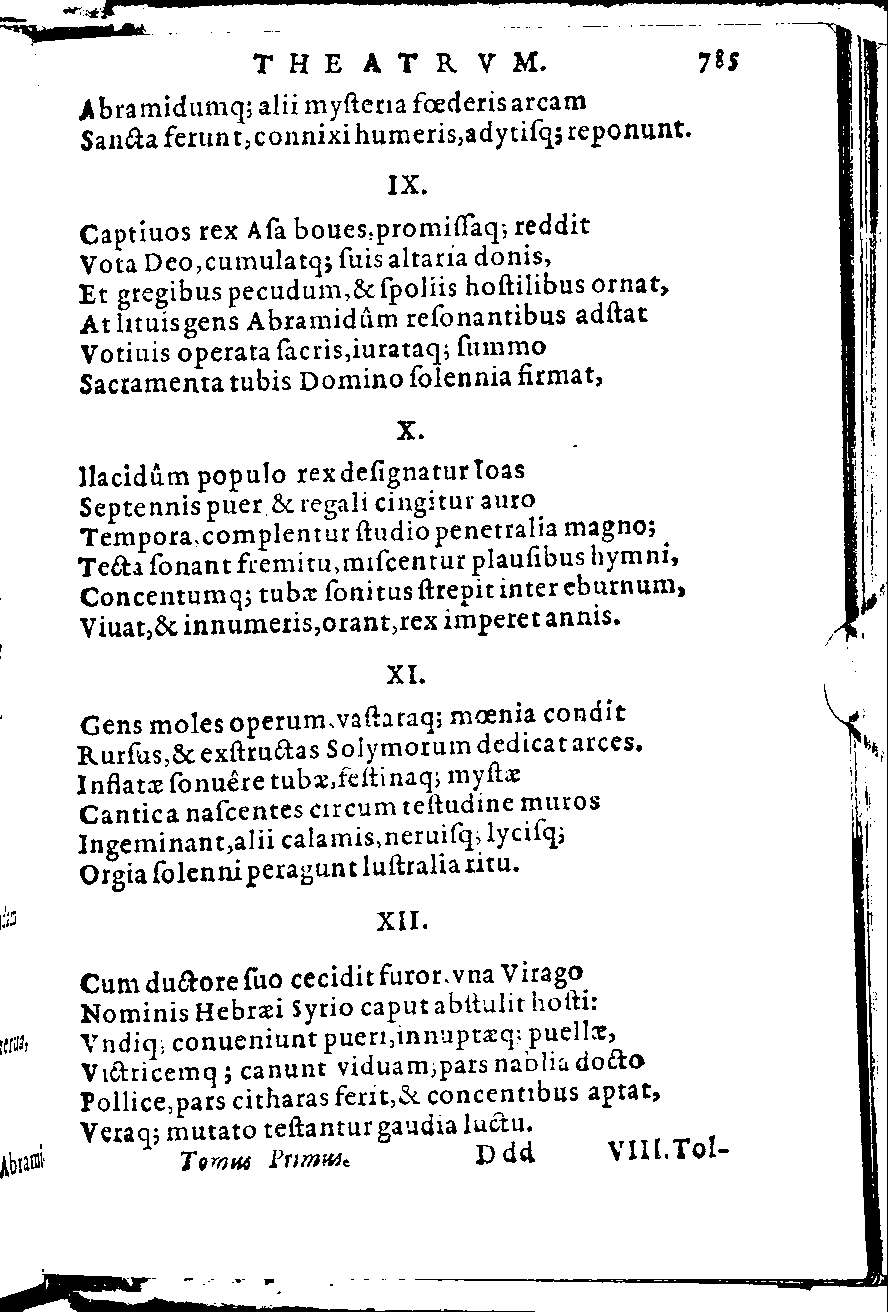 THEATRVM. 785
Abramidumq; alii myſteria fœderis arcam
Sancta ferunt, connixi humeris, adytiſq; reponunt.
IX.
Captiuos rex Aſa boues, promiſſaq; reddit
Vota Deo, cumulatq; ſuis altaria donis,
Et gregibus pecudum, & ſpoliis hoſtilibus ornat,
At lituis gens Abramidûm reſonantibus adſtat
Votiuis operata ſacris, iurataq; ſummo
Sacramenta tubis Domino ſolennia firmat,
X.
Iſacidûm populo rex deſignatur Ioas
Septennis puer & regali cingitur auro
Tempora, complentur ſtudio penetralia magno;
Tecta ſonant fremitu, miſcentur plauſibus hymni,
Concentumq; tubæ ſonitus ſtrepit inter eburnum,
Viuat, & innumeris, orant, rex imperet annis.
XI.
Gens moles operum, vaſtaraq; mœnia condit
Rurſus, & exſtructas Solymorum dedicat arces.
Inflatæ ſonuêre tubæ, feſtinaq; myſtæ
Cantica naſcentes circum teſtudine muros
Ingeminant, alii calamis, neruiſq; lyciſq;
Orgia ſolenni peragunt luſtralia ritu.
XII.
Cum ductore ſuo cecidit furor, vna Virago
Nominis Hebræi Syrio caput abſtulit hoſti:
Vndiq; conueniunt pueri, innuptæq; puellæ,
Victricemq; canunt viduam, pars nablia docto
Pollice, pars citharas ferit, & concentibus aptat,
Veraq; mutato teſtantur gaudia luctu.
Tomus Primus. Ddd VIII. Tol-